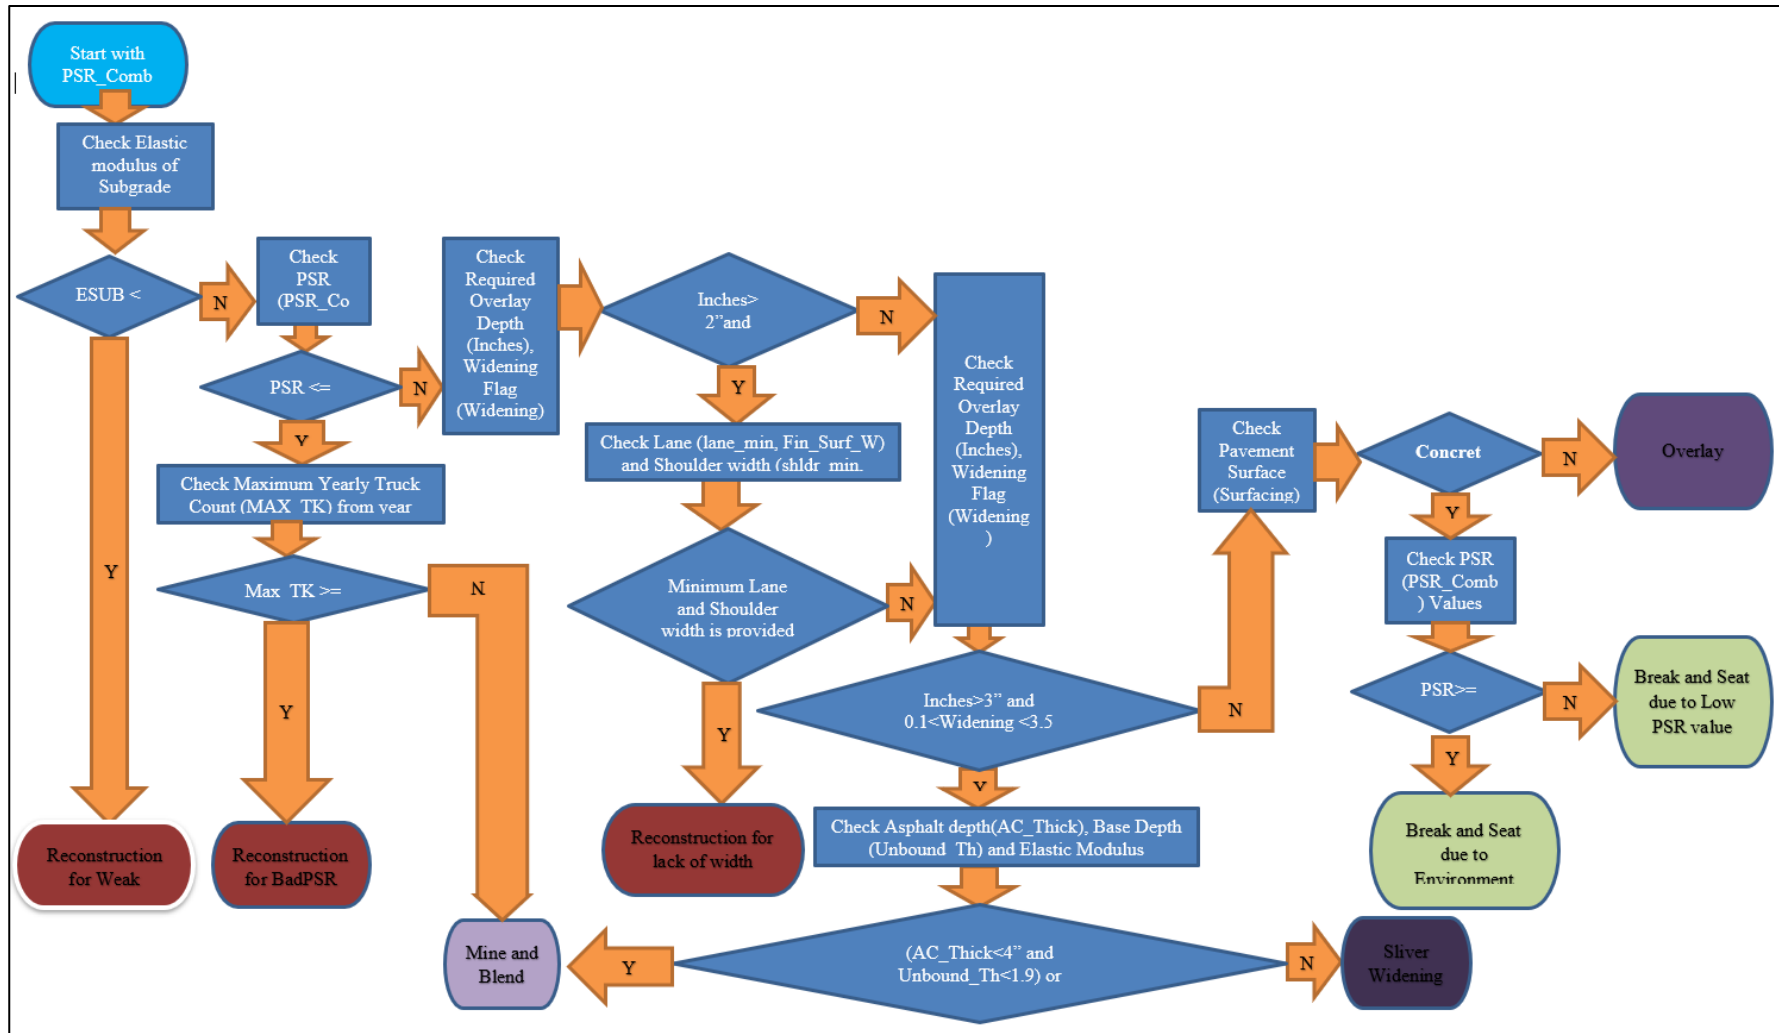 Start with
PSR_Comb
Check Elastic
modulus of
Subgrade
ESUB <
N
Y
Reconstruction
for Weak
Check
PSR
(PSR_Co
PSR <=
N
Y
Check Maximum Yearly Truck
Count (MAX_TK) from year
Max_TK >=
N
Y
Reconstruction
for BadPSR
Check
Required
Overlay
Depth
(Inches),
Widening
Flag
(Widening)
Inches>
2”and
N
Y
Check Lane (lane_min, Fin_Surf_W)
and Shoulder width (shldr_min,
Minimum Lane
and Shoulder
width is provided
N
Y
Reconstruction for
lack of width
Check
Required
Overlay
Depth
(Inches),
Widening
Flag
(Widening
)
Inches>3” and
0.1<Widening <3.5
N
Y
Check Asphalt depth(AC_Thick), Base Depth
(Unbound_Th) and Elastic Modulus
(AC_Thick<4” and
Unbound_Th<1.9) or
Y
N
Mine and
Blend
Sliver
Widening
Check
Pavement
Surface
(Surfacing)
Concret
N
Y
Overlay
Check PSR
(PSR_Comb
) Values
PSR>=
N
Y
Break and Seat
due to Low
PSR value
Break and Seat
due to
Environment